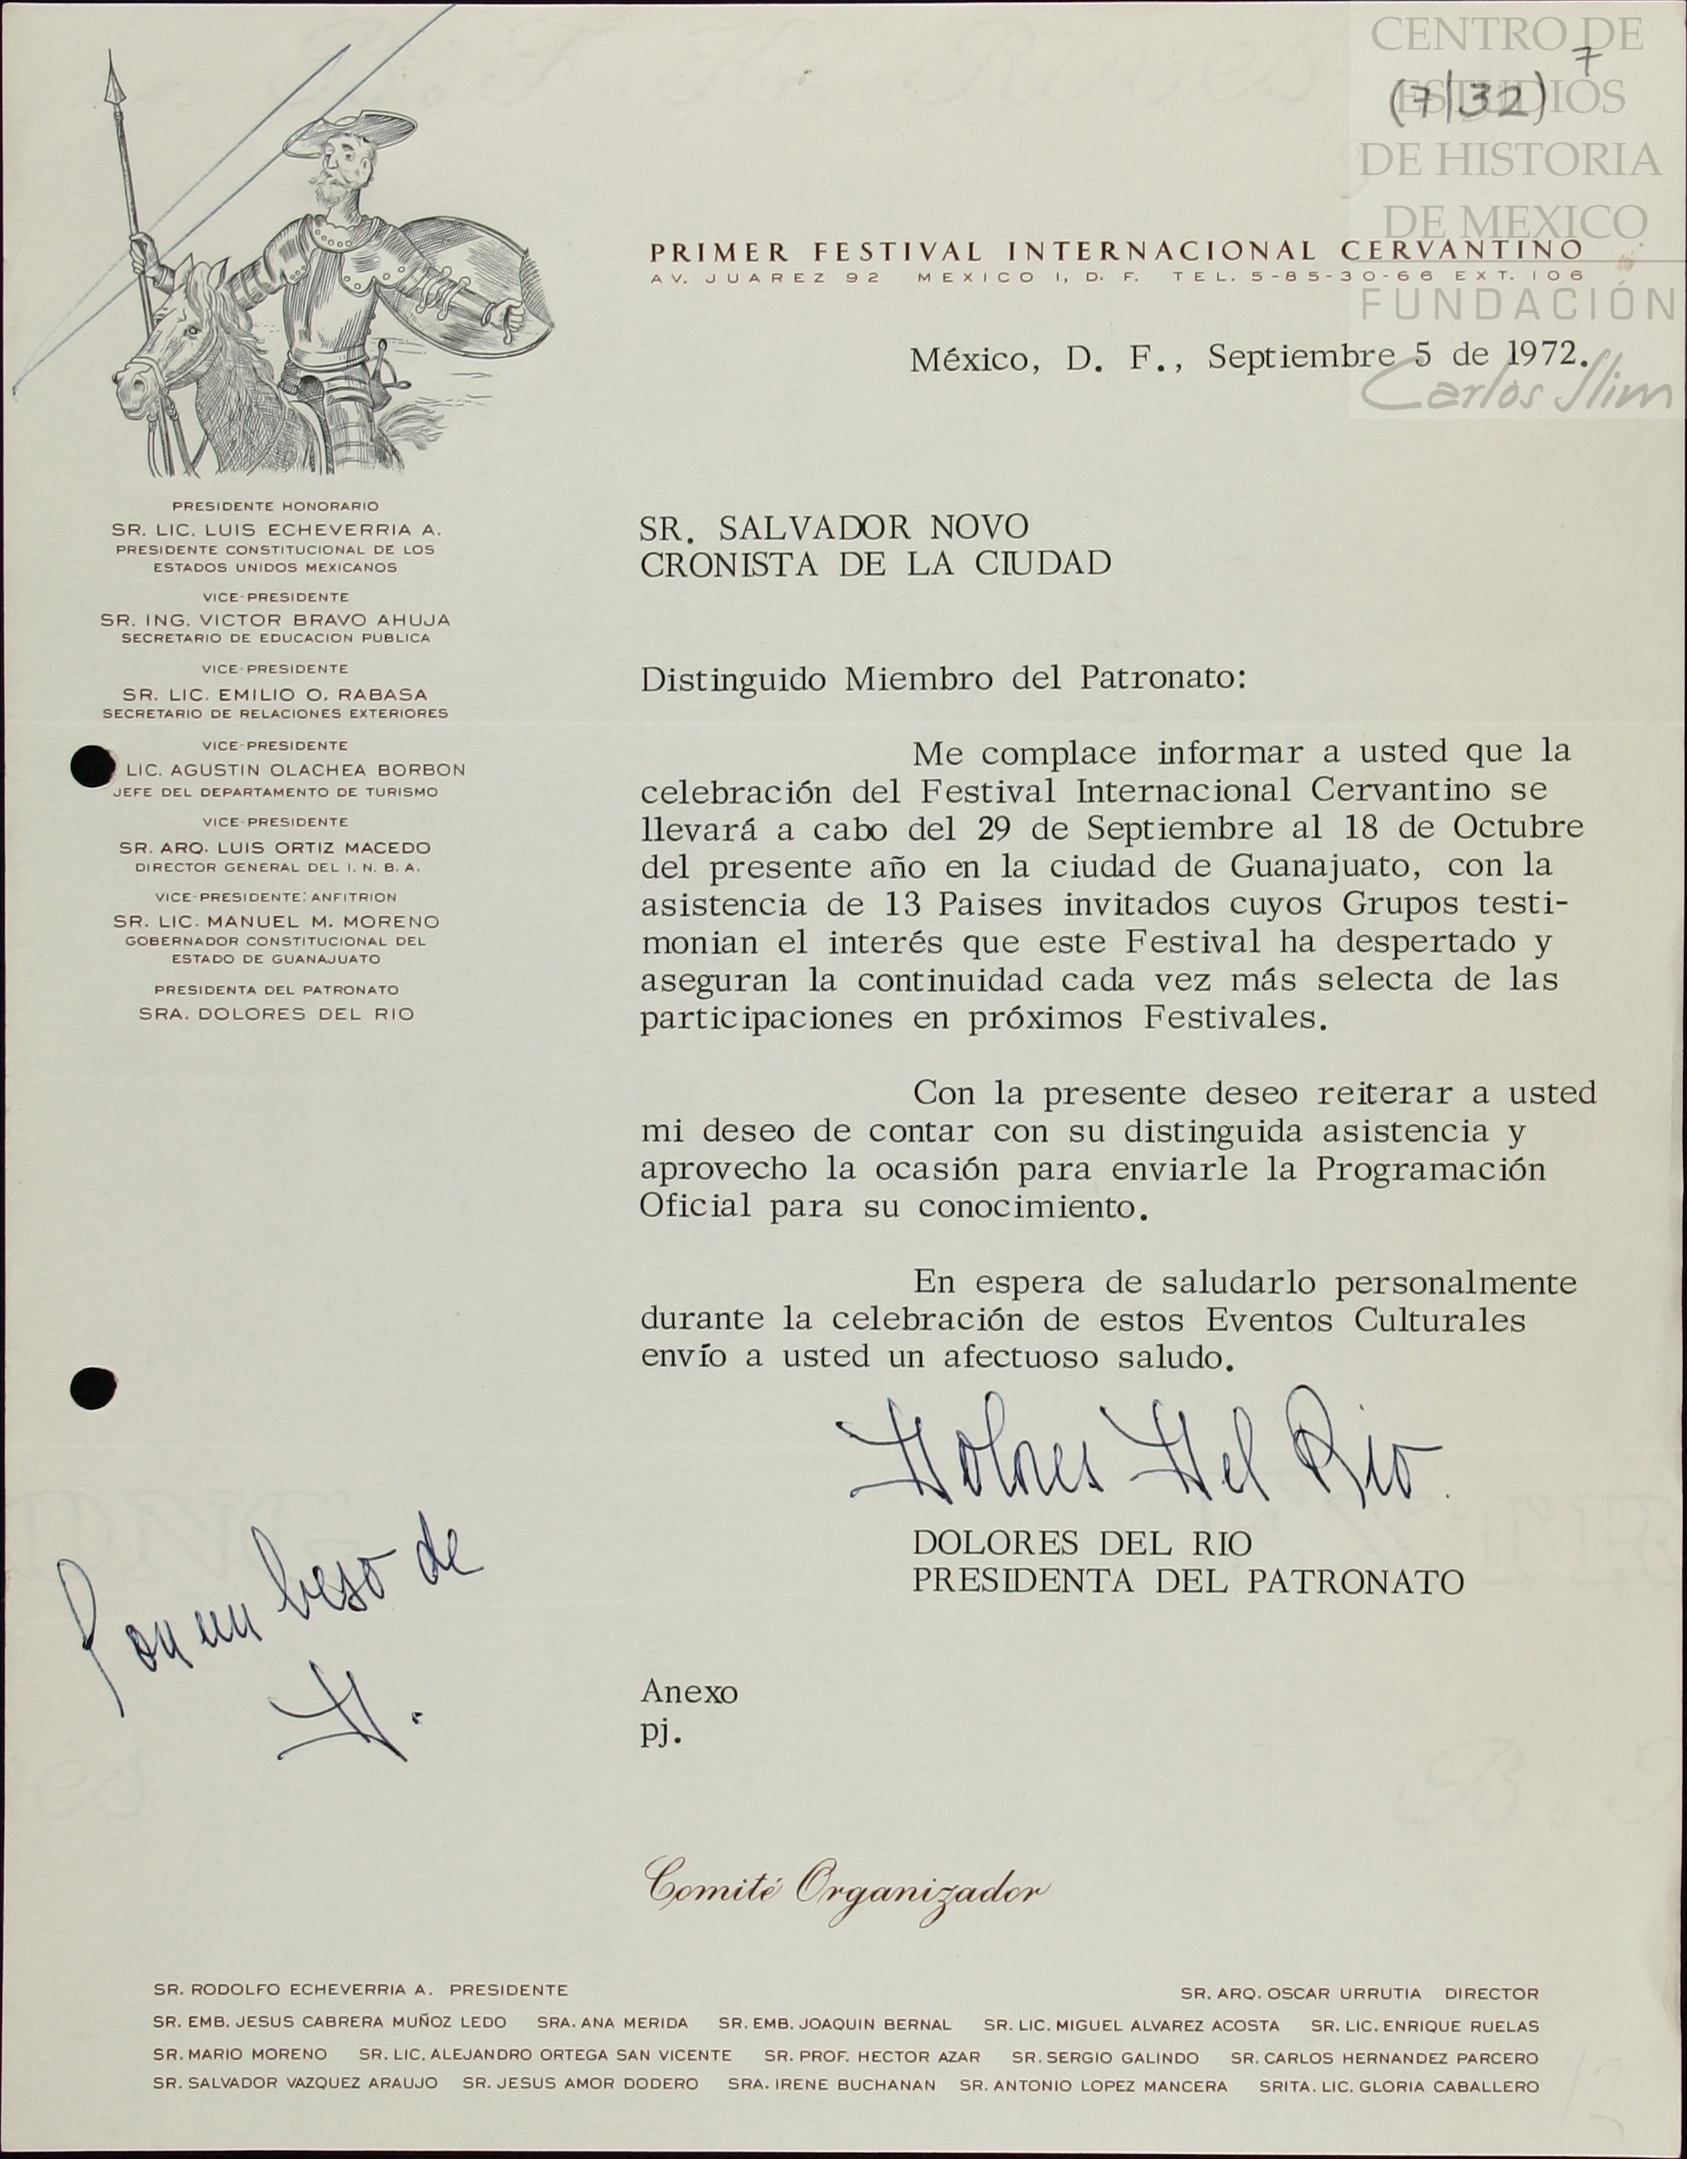 CENTRO DE
ESTUDIOS
DE HISTORIA
DE MEXICO
FUNDACIÓN
Carlos Slim
7
(7/32)
PRIMER FESTIVAL INTERNACIONAL CERVANTINO
AV. JUAREZ 92 MEXICO 1, D. F. TEL. 5-85-30-66 EXT. 106
México, D. F., Septiembre 5 de 1972.
PRESIDENTE HONORARIO
SR. LIC. LUIS ECHEVERRIA A.
PRESIDENTE CONSTITUCIONAL DE LOS
ESTADOS UNIDOS MEXICANOS
VICE-PRESIDENTE
SR. ING. VICTOR BRAVO AHUJA
SECRETARIO DE EDUCACION PUBLICA
VICE-PRESIDENTE
SR. LIC. EMILIO O. RABASA
SECRETARIO DE RELACIONES EXTERIORES
VICE-PRESIDENTE
LIC. AGUSTIN OLACHEA BORBON
JEFE DEL DEPARTAMENTO DE TURISMO
VICE-PRESIDENTE
SR. ARQ. LUIS ORTIZ MACEDO
DIRECTOR GENERAL DEL I. N. B. A.
VICE-PRESIDENTE: ANFITRION
SR. LIC. MANUEL M. MORENO
GOBERNADOR CONSTITUCIONAL DEL
ESTADO DE GUANAJUATO
PRESIDENTA DEL PATRONATO
SRA. DOLORES DEL RIO
SR. SALVADOR NOVO
CRONISTA DE LA CIUDAD
Distinguido Miembro del Patronato:
Me complace informar a usted que la
celebración del Festival Internacional Cervantino se
llevará a cabo del 29 de Septiembre al 18 de Octubre
del presente año en la ciudad de Guanajuato, con la
asistencia de 13 Paises invitados cuyos Grupos testi-
monian el interés que este Festival ha despertado y
aseguran la continuidad cada vez más selecta de las
participaciones en próximos Festivales.
Con la presente deseo reiterar a usted
mi deseo de contar con su distinguida asistencia y
aprovecho la ocasión para enviarle la Programación
Oficial para su conocimiento.
En espera de saludarlo personalmente
durante la celebración de estos Eventos Culturales
envío a usted un afectuoso saludo.
Dolores Del Rio.
DOLORES DEL RIO
PRESIDENTA DEL PATRONATO
Con un beso de
D.
Anexo
pj.
Comité Organizador
SR. RODOLFO ECHEVERRIA A. PRESIDENTE SR. ARQ. OSCAR URRUTIA DIRECTOR
SR. EMB. JESUS CABRERA MUÑOZ LEDO SRA. ANA MERIDA SR. EMB. JOAQUIN BERNAL SR. LIC. MIGUEL ALVAREZ ACOSTA SR. LIC. ENRIQUE RUELAS
SR. MARIO MORENO SR. LIC. ALEJANDRO ORTEGA SAN VICENTE SR. PROF. HECTOR AZAR SR. SERGIO GALINDO SR. CARLOS HERNANDEZ PARCERO
SR. SALVADOR VAZQUEZ ARAUJO SR. JESUS AMOR DODERO SRA. IRENE BUCHANAN SR. ANTONIO LOPEZ MANCERA SRITA. LIC. GLORIA CABALLERO